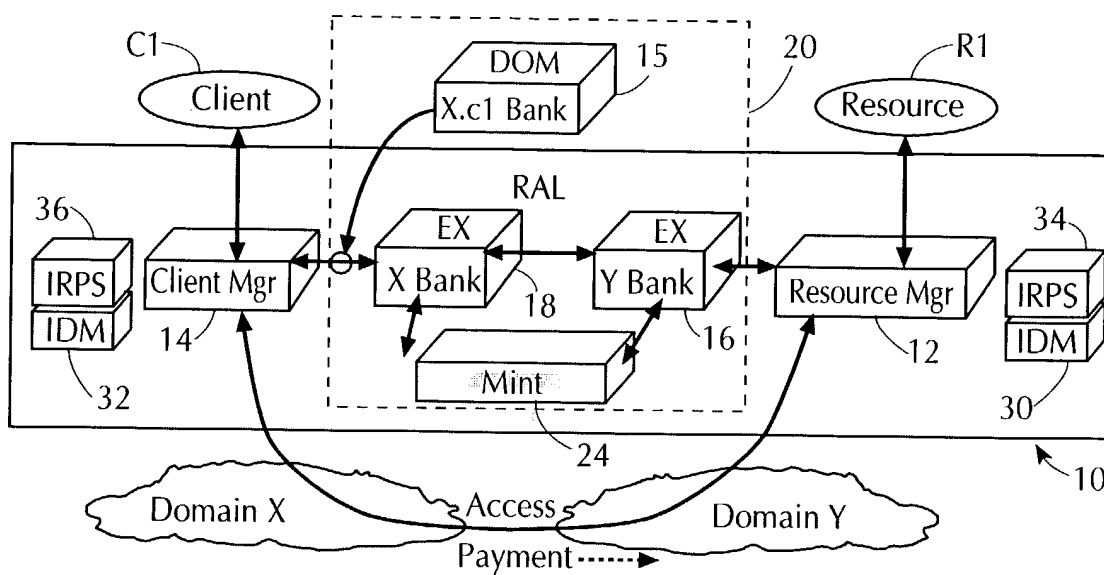 C1
DOM
15
20
R1
Client
X.c1 Bank
Resource
RAL
36
34
EX
EX
IRPS
Client Mgr
X Bank
Y Bank
Resource Mgr
IRPS
IDM
14
18
16
12
IDM
32
Mint
30
24
10
Domain X
Access
Domain Y
Payment